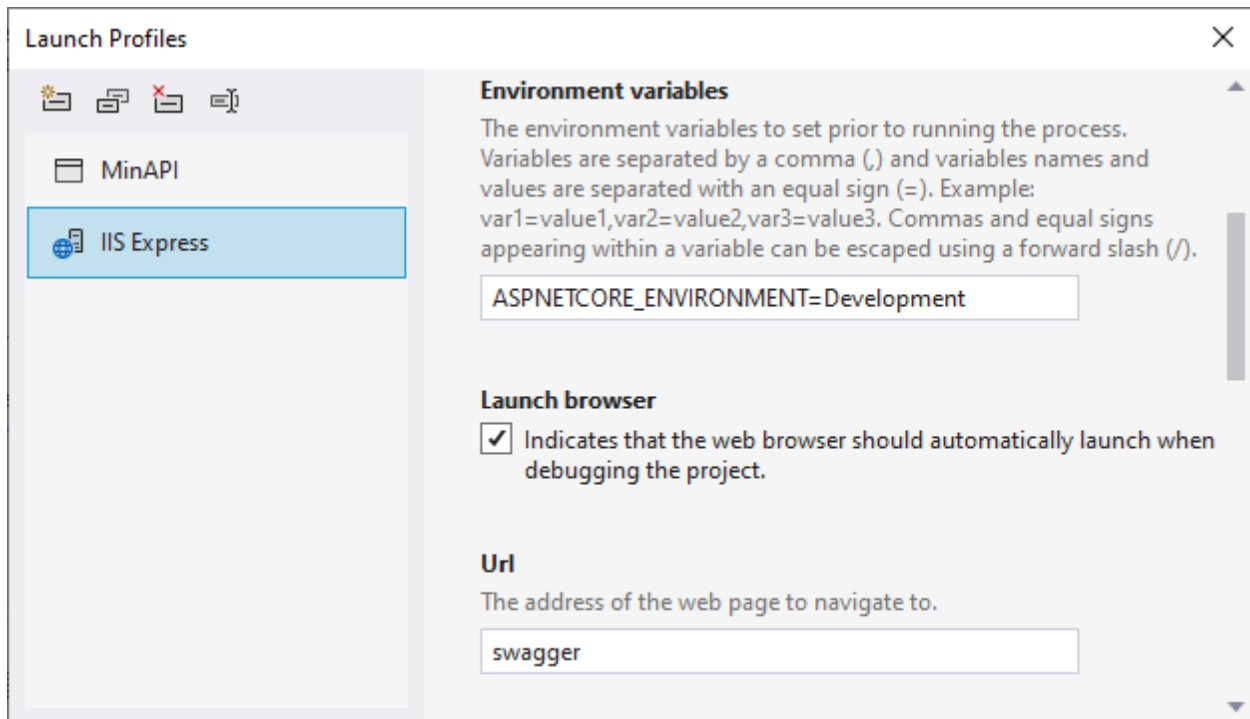 Launch Profiles
MinAPI
IIS Express
Environment variables
The environment variables to set prior to running the process.
Variables are separated by a comma (,) and variables names and
values are separated with an equal sign (=). Example:
var1=value1,var2=value2,var3=value3. Commas and equal signs
appearing within a variable can be escaped using a forward slash (/).
ASPNETCORE_ENVIRONMENT=Development
Launch browser
Indicates that the web browser should automatically launch when
debugging the project.
Url
The address of the web page to navigate to.
swagger